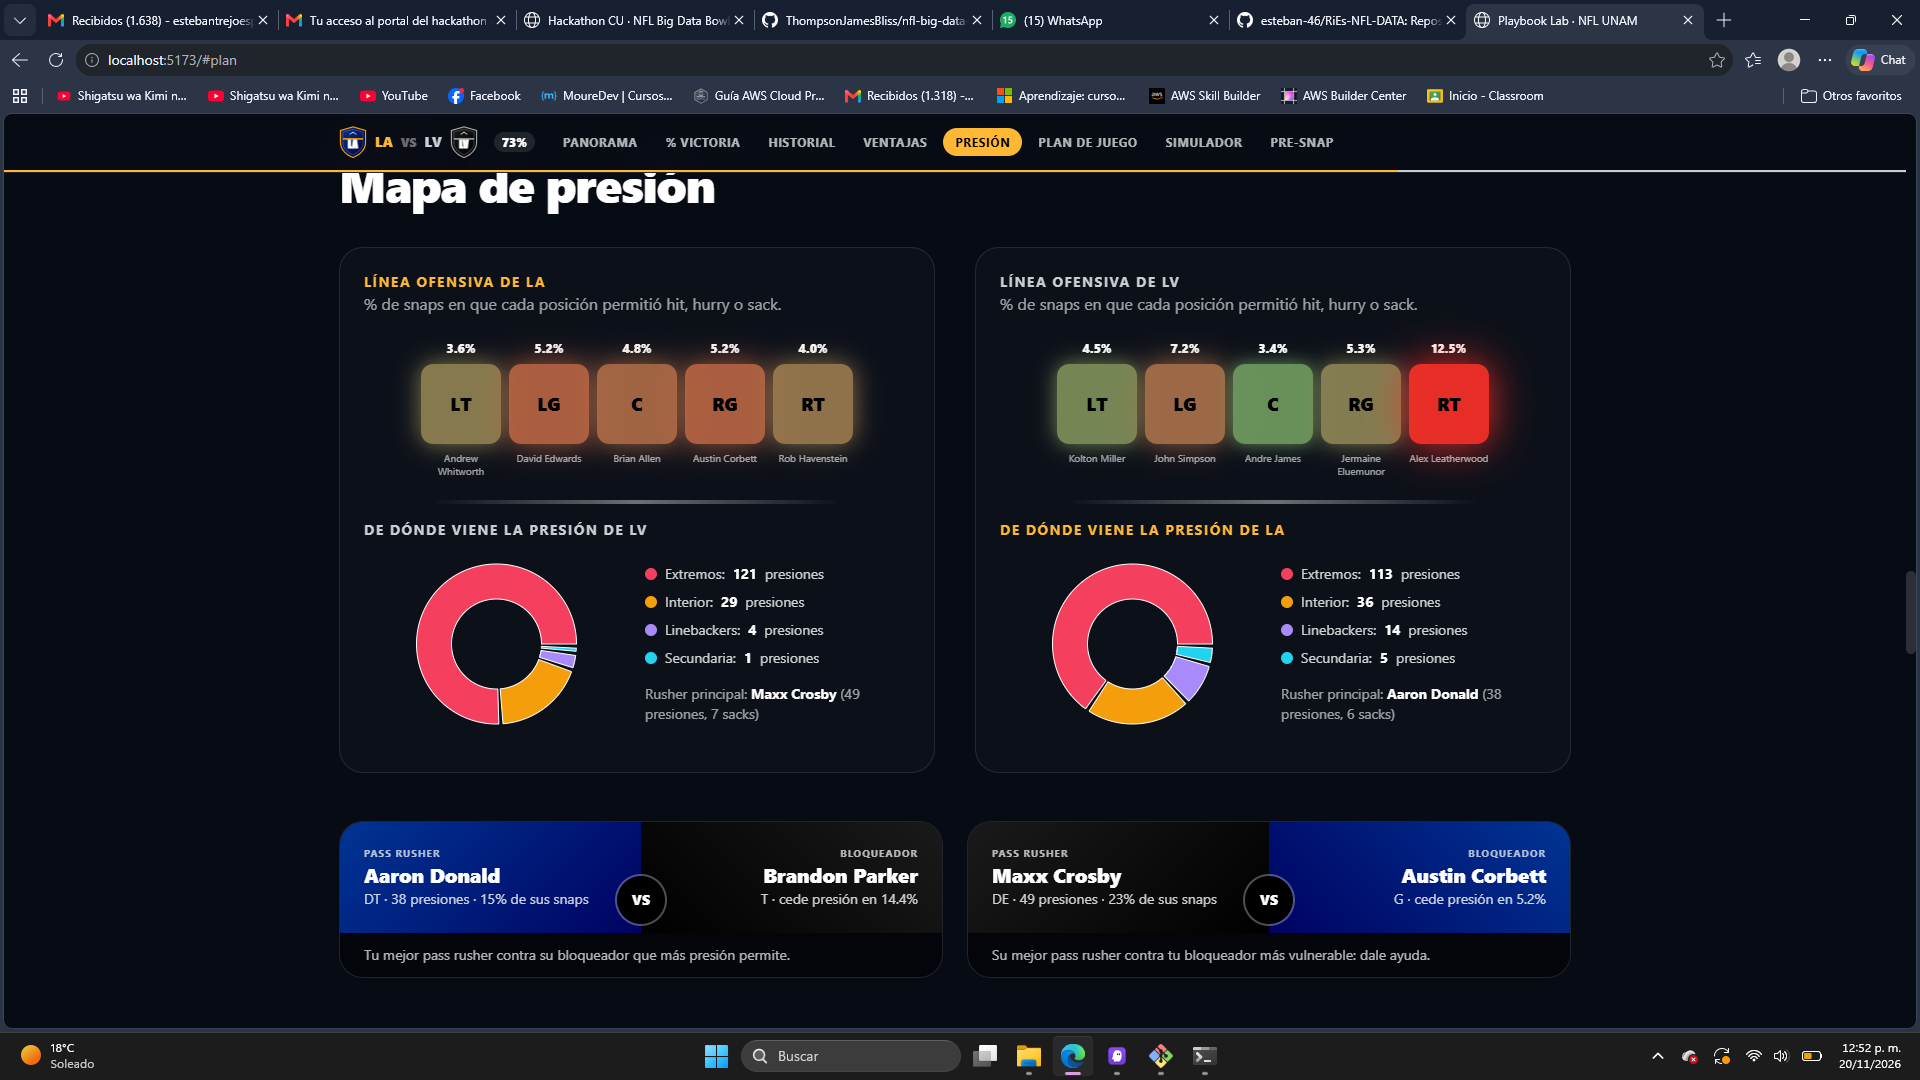 Recibidos (1.638) - estebantrejoes
Tu acceso al portal del hackathon
Hackathon CU · NFL Big Data Bow
ThompsonJamesBliss/nfl-big-data-
15 (15) WhatsApp
esteban-46/RiEs-NFL-DATA: Repos
Playbook Lab · NFL UNAM
localhost:5173/#plan
Chat
Shigatsu wa Kimi n...
Shigatsu wa Kimi n...
YouTube
Facebook
(m) MoureDev | Cursos...
Guía AWS Cloud Pr...
Recibidos (1.318) -...
Aprendizaje: curso...
aws AWS Skill Builder
AWS Builder Center
Inicio - Classroom
Otros favoritos
LA LA VS LV LV 73% PANORAMA % VICTORIA HISTORIAL VENTAJAS PRESIÓN PLAN DE JUEGO SIMULADOR PRE-SNAP
Mapa de presión
LÍNEA OFENSIVA DE LA
% de snaps en que cada posición permitió hit, hurry o sack.
3.6% 5.2% 4.8% 5.2% 4.0%
LT LG C RG RT
Andrew Whitworth David Edwards Brian Allen Austin Corbett Rob Havenstein
DE DÓNDE VIENE LA PRESIÓN DE LV
Extremos: 121 presiones
Interior: 29 presiones
Linebackers: 4 presiones
Secundaria: 1 presiones
Rusher principal: Maxx Crosby (49
presiones, 7 sacks)
LÍNEA OFENSIVA DE LV
% de snaps en que cada posición permitió hit, hurry o sack.
4.5% 7.2% 3.4% 5.3% 12.5%
LT LG C RG RT
Kolton Miller John Simpson Andre James Jermaine Eluemunor Alex Leatherwood
DE DÓNDE VIENE LA PRESIÓN DE LA
Extremos: 113 presiones
Interior: 36 presiones
Linebackers: 14 presiones
Secundaria: 5 presiones
Rusher principal: Aaron Donald (38
presiones, 6 sacks)
PASS RUSHER
Aaron Donald
DT · 38 presiones · 15% de sus snaps
VS
BLOQUEADOR
Brandon Parker
T · cede presión en 14.4%
Tu mejor pass rusher contra su bloqueador que más presión permite.
PASS RUSHER
Maxx Crosby
DE · 49 presiones · 23% de sus snaps
VS
BLOQUEADOR
Austin Corbett
G · cede presión en 5.2%
Su mejor pass rusher contra tu bloqueador más vulnerable: dale ayuda.
18°C
Soleado
Buscar
12:52 p. m.
20/11/2026